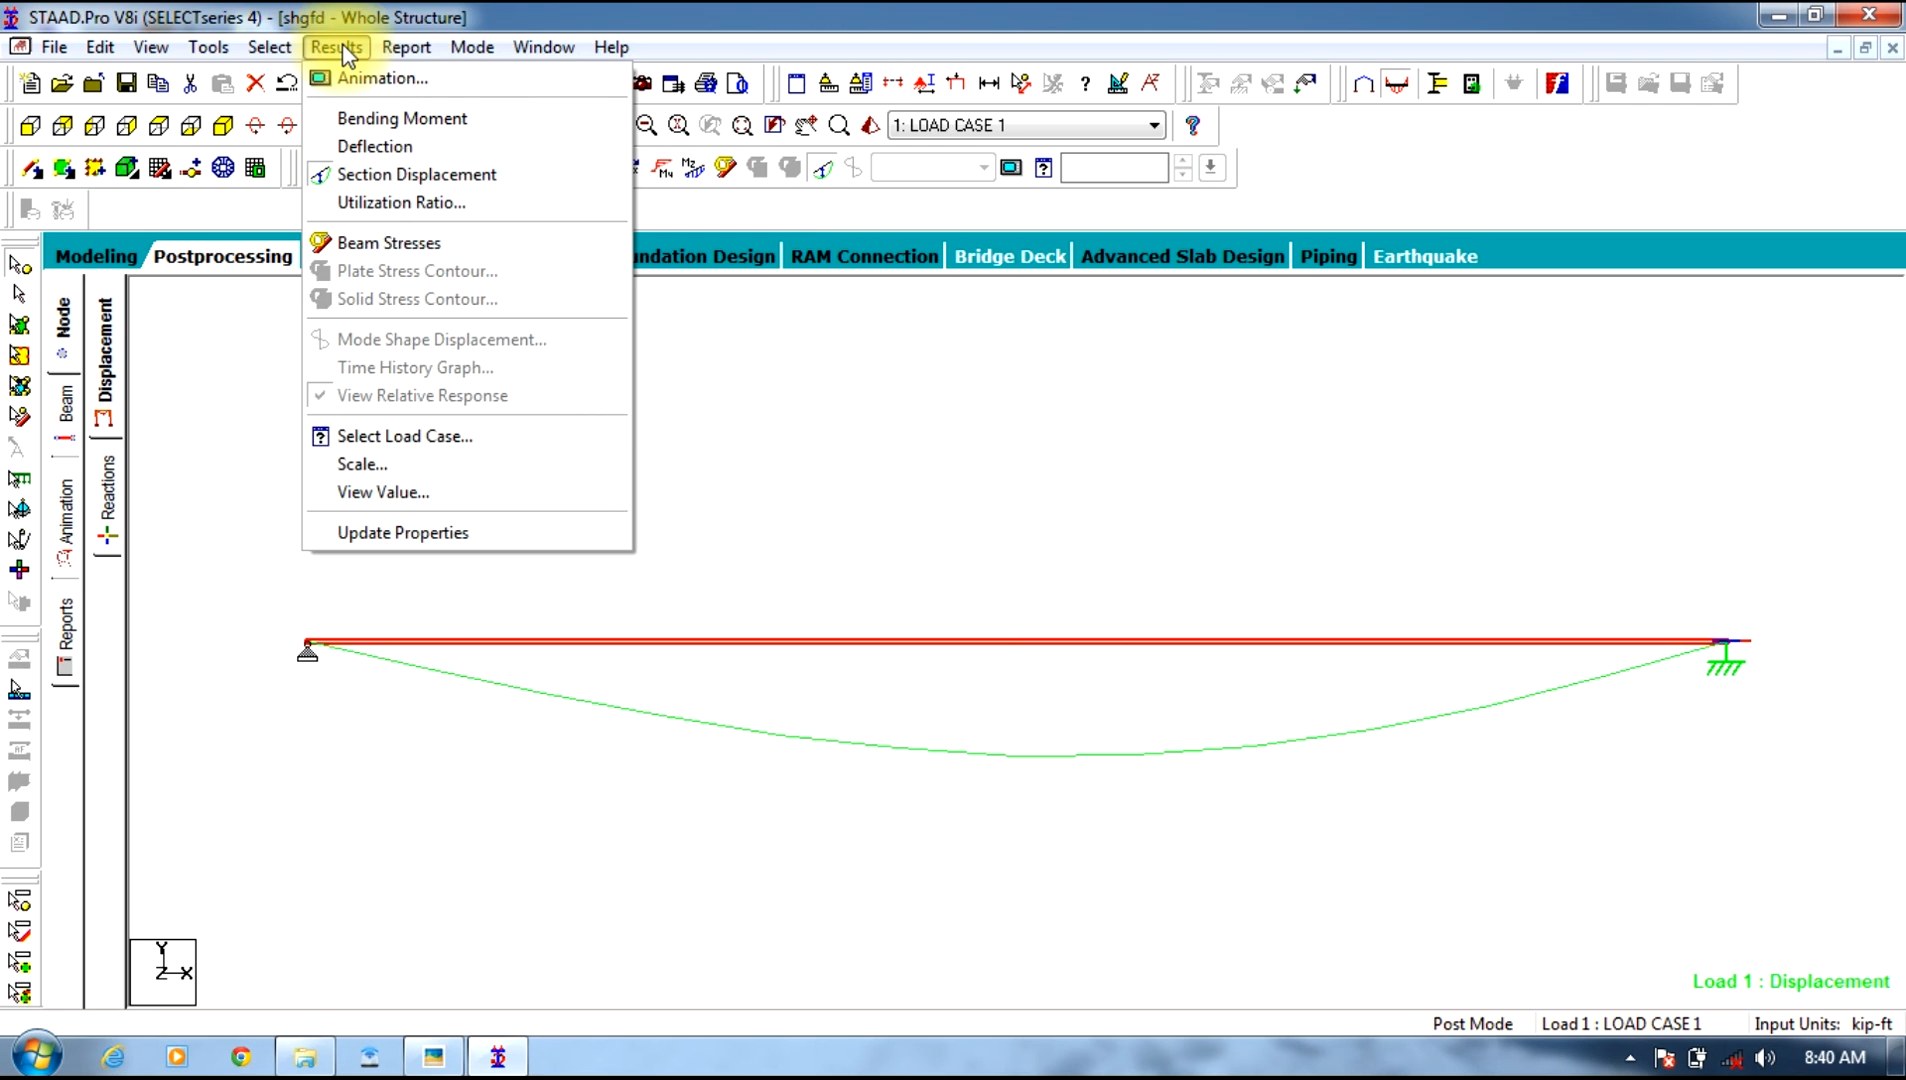 STAAD.Pro V8i (SELECTseries 4) - [shgfd - Whole Structure]
File Edit View Tools Select Results Report Mode Window Help
Animation...
Bending Moment
Deflection
Section Displacement
Utilization Ratio...
Beam Stresses
Plate Stress Contour...
Solid Stress Contour...
Mode Shape Displacement...
Time History Graph...
View Relative Response
Select Load Case...
Scale...
View Value...
Update Properties
1: LOAD CASE 1
Modeling Postprocessing undation Design RAM Connection Bridge Deck Advanced Slab Design Piping Earthquake
Node
Beam
Animation
Reports
Displacement
Reactions
Y
Z X
Load 1 : Displacement
Post Mode Load 1 : LOAD CASE 1 Input Units: kip-ft
8:40 AM